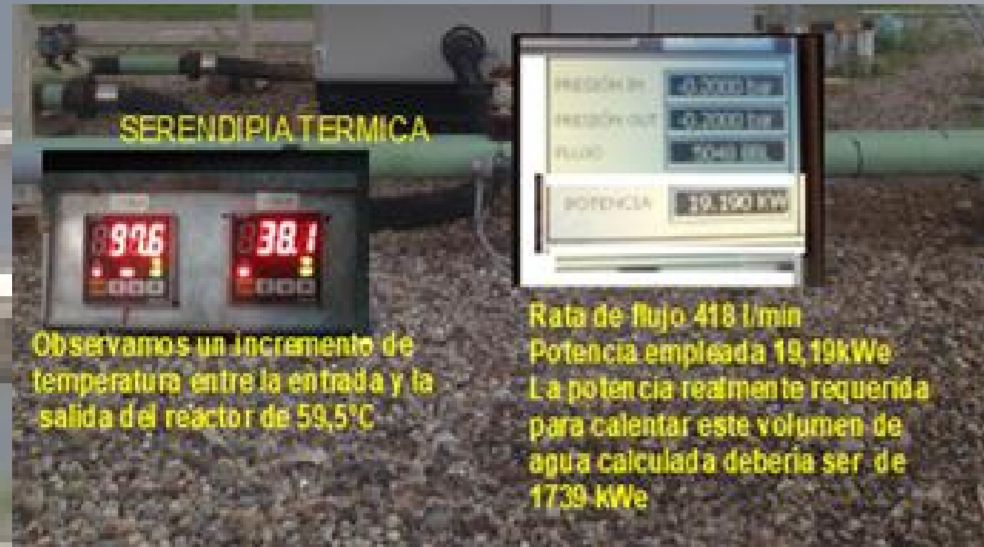 SERENDIPIA TERMICA
97.6
38.1
PRESIÓN IN -0.2000 bar
PRESIÓN OUT -0.2000 bar
FLUJO 5040 BBL
POTENCIA 19.190 KW
Observamos un incremento de
temperatura entre la entrada y la
salida del reactor de 59,5°C
Rata de flujo 418 l/min
Potencia empleada 19,19kWe
La potencia realmente requerida
para calentar este volumen de
agua calculada debería ser de
1739 kWe